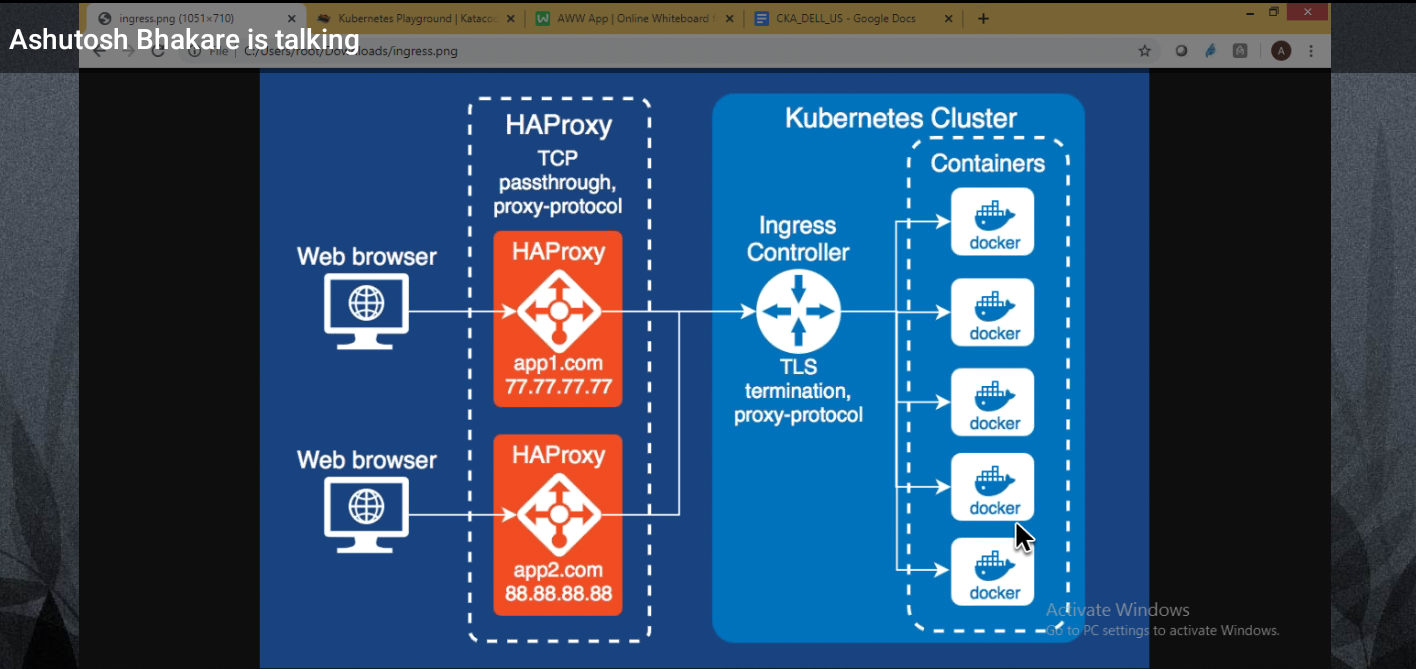 ingress.png (1051×710)
Kubernetes Playground | Katacod
AWW App | Online Whiteboard f
CKA_DELL_US - Google Docs
Ashutosh Bhakare is talking
File
C:/Users/root/Downloads/ingress.png
A
HAProxy
TCP
passthrough,
proxy-protocol
Web browser
HAProxy
app1.com
77.77.77.77
Web browser
HAProxy
app2.com
88.88.88.88
Kubernetes Cluster
Ingress
Controller
TLS
termination,
proxy-protocol
Containers
docker
docker
docker
docker
docker
Activate Windows
Go to PC settings to activate Windows.